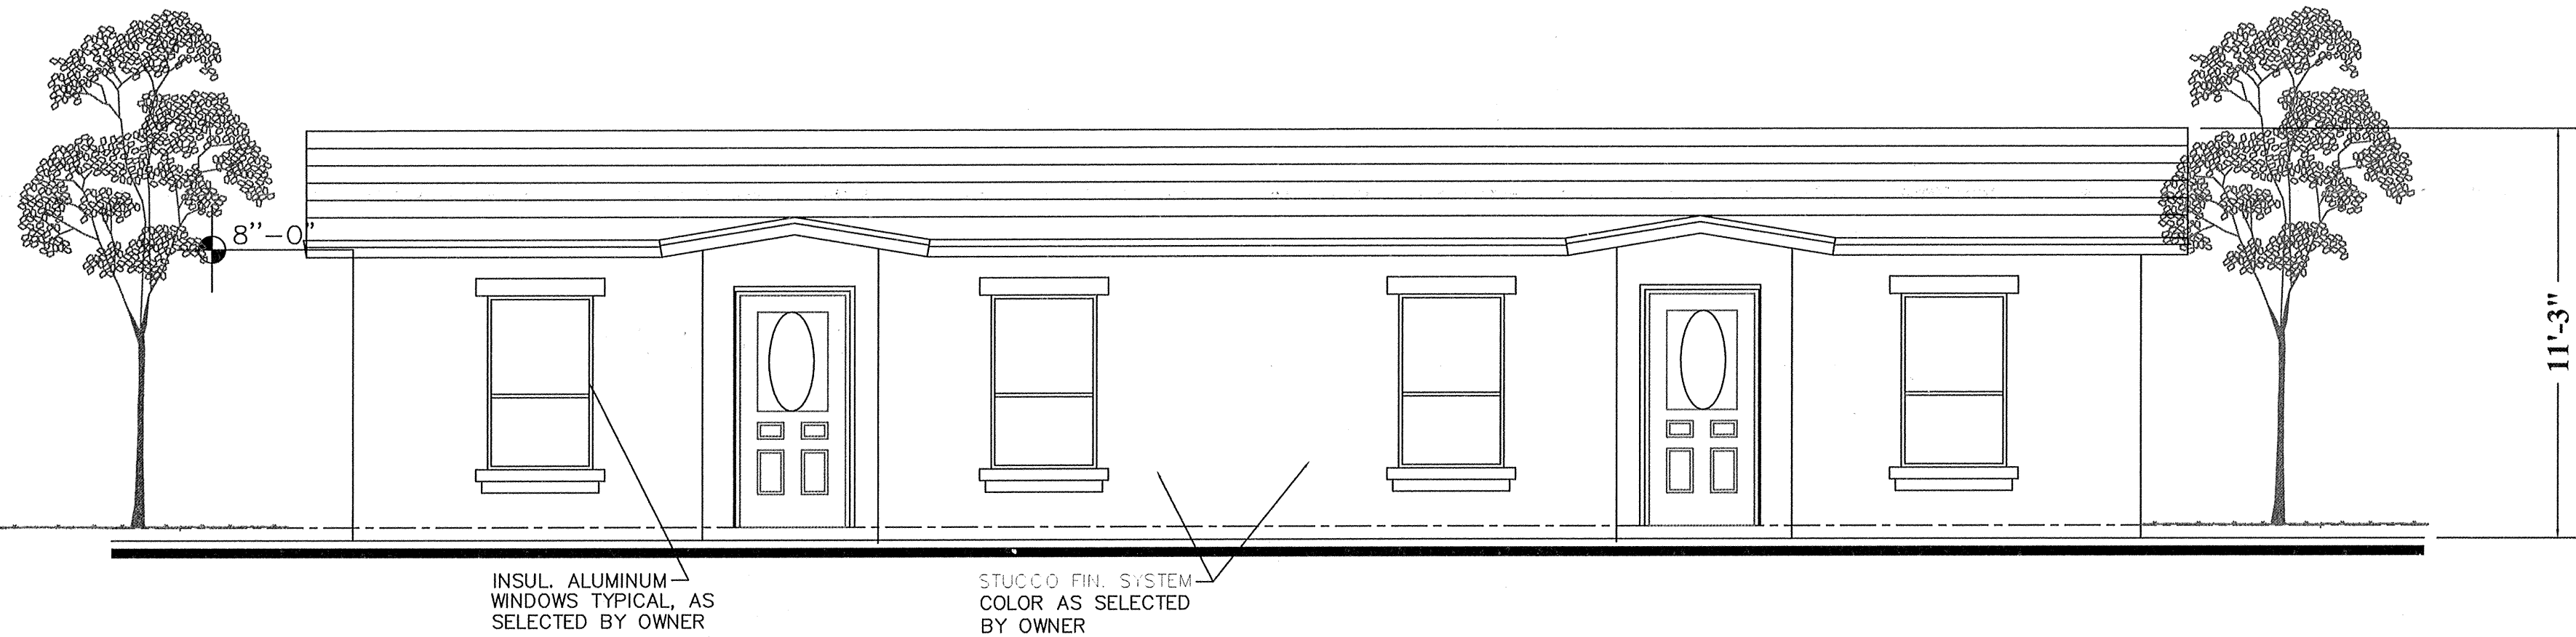 8''-0"
11'-3"
INSUL. ALUMINUM
WINDOWS TYPICAL, AS
SELECTED BY OWNER
STUCCO FIN. SYSTEM
COLOR AS SELECTED
BY OWNER